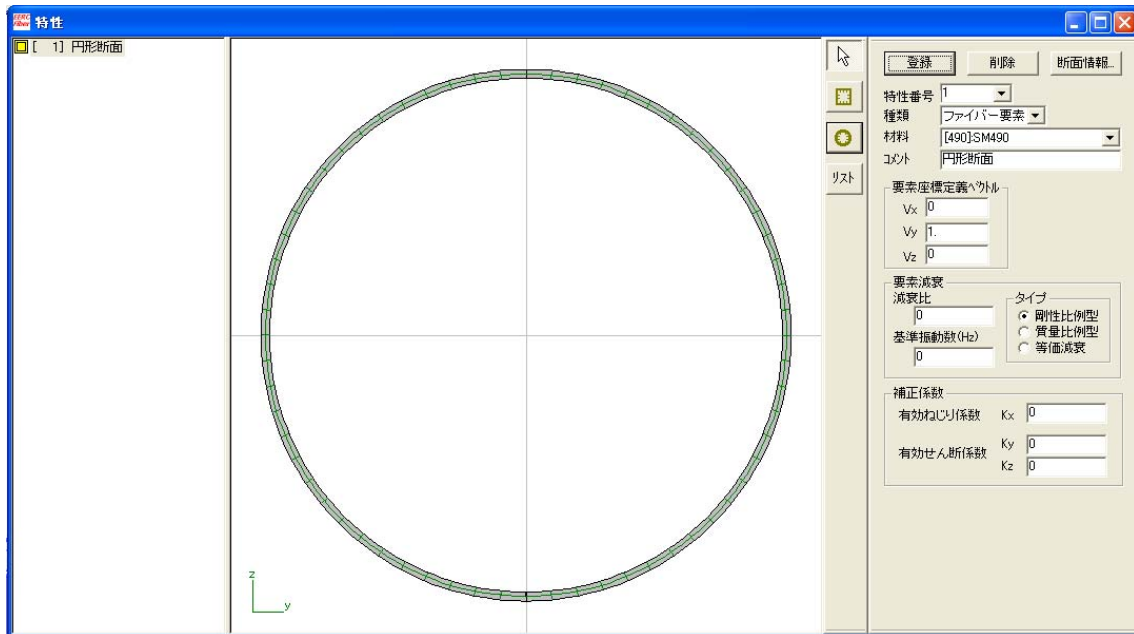 EERC Fiber 特性
[ 1] 円形断面
z
y
リスト
登録 削除 断面情報...
特性番号 1
種類 ファイバー要素
材料 [490]:SM490
コメント 円形断面
要素座標定義ベクトル
Vx 0
Vy 1.
Vz 0
要素減衰
減衰比 タイプ
0 剛性比例型
基準振動数(Hz) 質量比例型
0 等価減衰
補正係数
有効ねじり係数 Kx 0
有効せん断係数 Ky 0
Kz 0